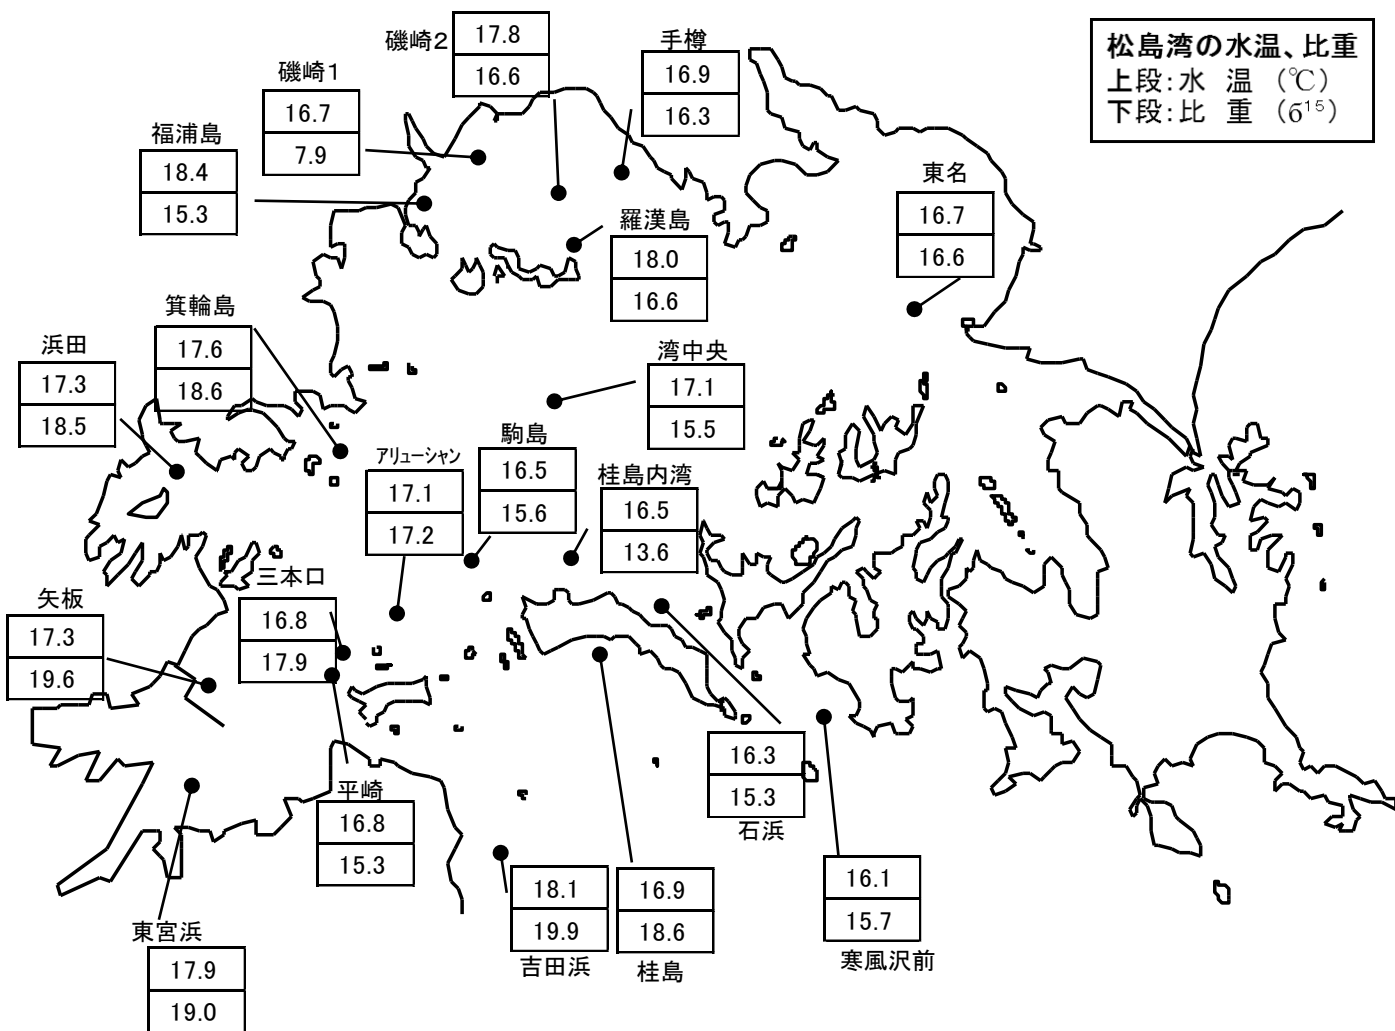 松島湾の水温、比重
上段:水 温 (℃)
下段:比 重 (б¹⁵)
磯崎2
17.8
16.6
手樽
16.9
16.3
磯崎1
16.7
7.9
福浦島
18.4
15.3
東名
16.7
16.6
羅漢島
18.0
16.6
箕輪島
17.6
18.6
浜田
17.3
18.5
湾中央
17.1
15.5
駒島
16.5
15.6
アリューシャン
17.1
17.2
桂島内湾
16.5
13.6
三本口
16.8
17.9
矢板
17.3
19.6
16.3
15.3
石浜
平崎
16.8
15.3
18.1
19.9
吉田浜
16.9
18.6
桂島
16.1
15.7
寒風沢前
東宮浜
17.9
19.0